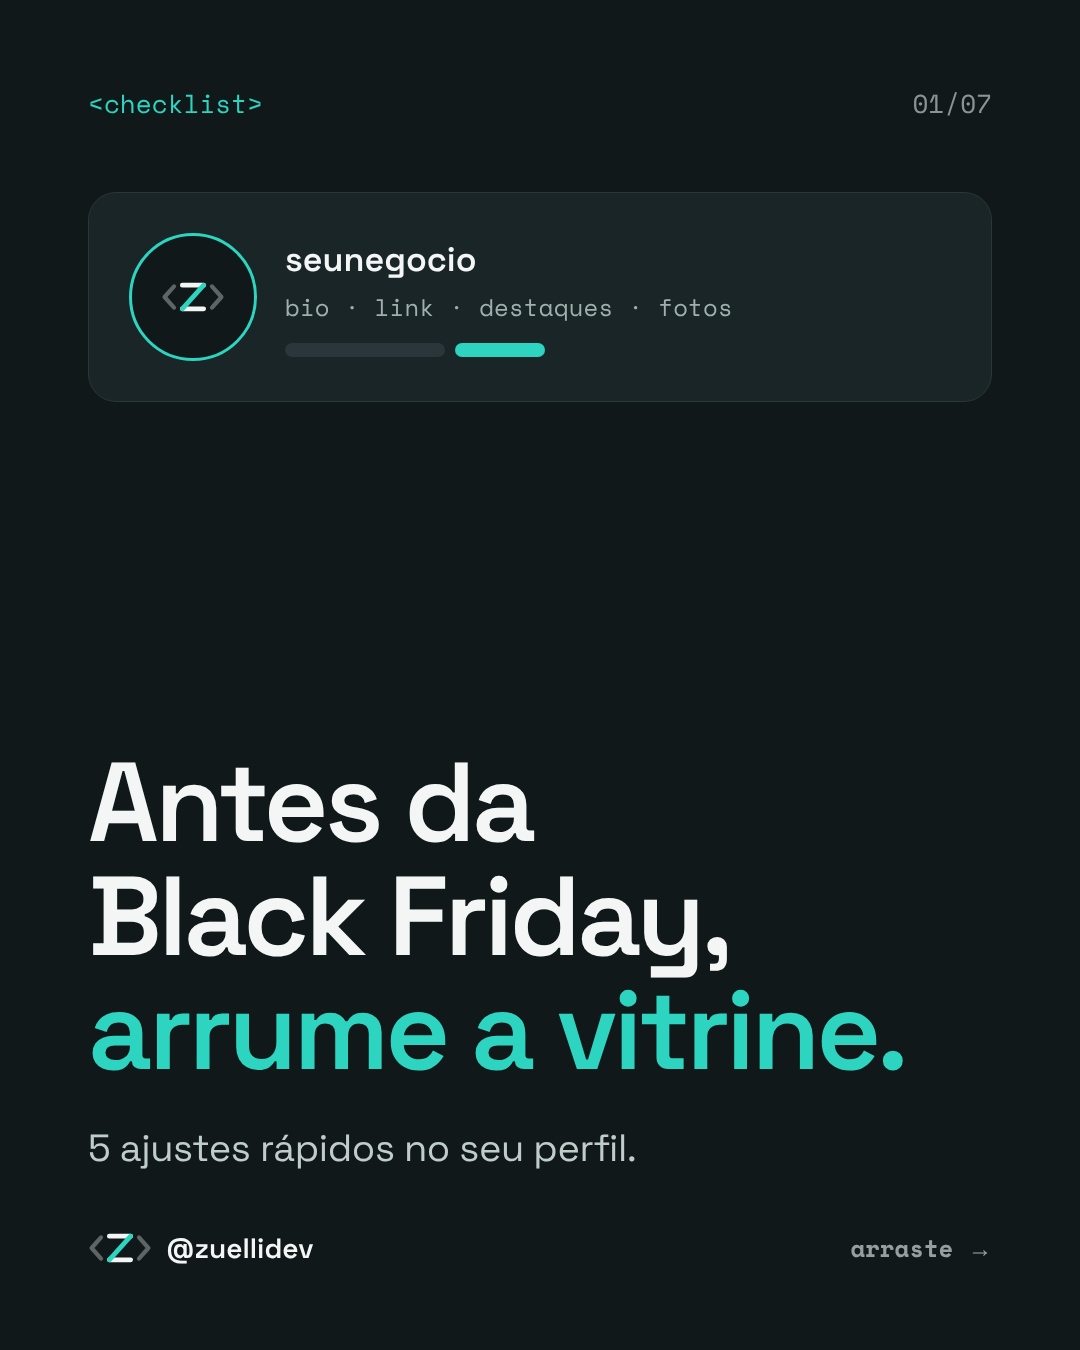 <checklist>
01/07
<Z>
seunegocio
bio · link · destaques · fotos
Antes da
Black Friday,
arrume a vitrine.
5 ajustes rápidos no seu perfil.
<Z> @zuellidev
arraste →